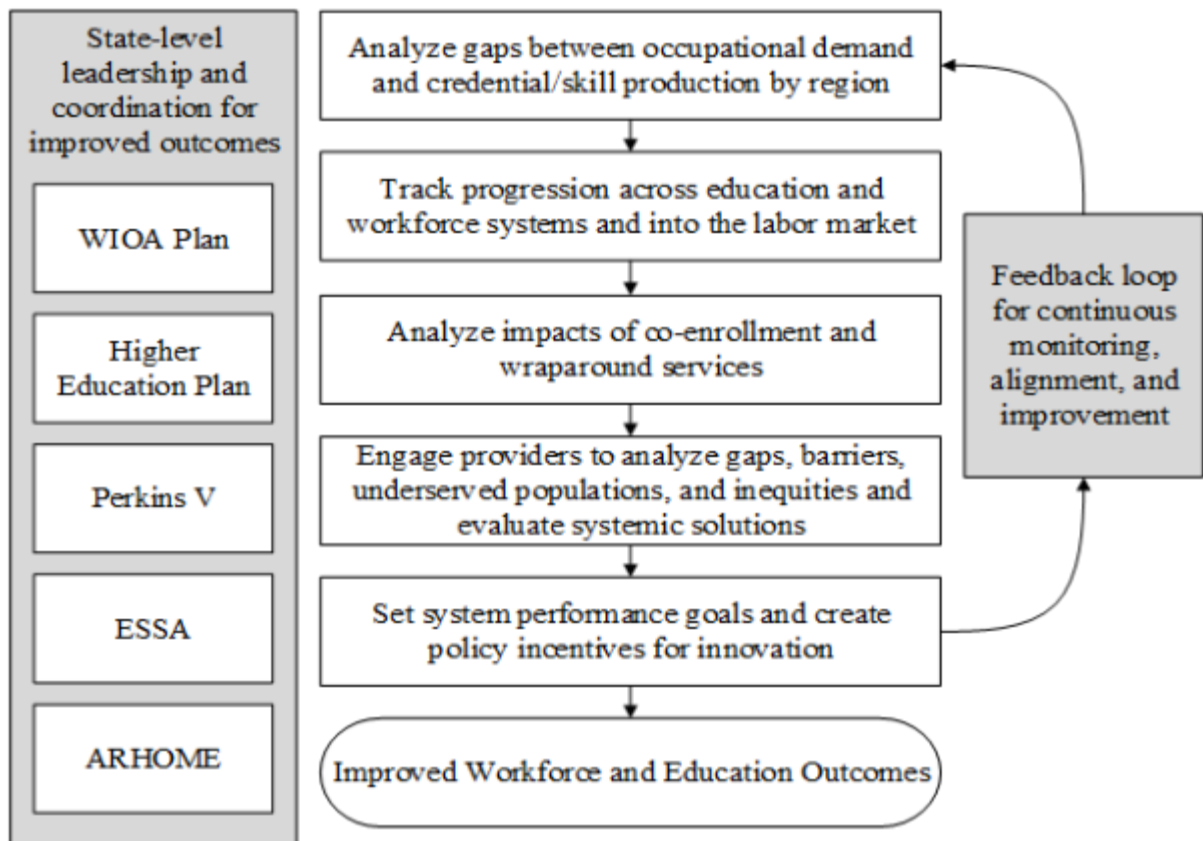 State-level
leadership and
coordination for
improved outcomes
WIOA Plan
Higher
Education Plan
Perkins V
ESSA
ARHOME
Analyze gaps between occupational demand
and credential/skill production by region
Track progression across education and
workforce systems and into the labor market
Analyze impacts of co-enrollment and
wraparound services
Engage providers to analyze gaps, barriers,
underserved populations, and inequities and
evaluate systemic solutions
Set system performance goals and create
policy incentives for innovation
Improved Workforce and Education Outcomes
Feedback loop
for continuous
monitoring,
alignment, and
improvement